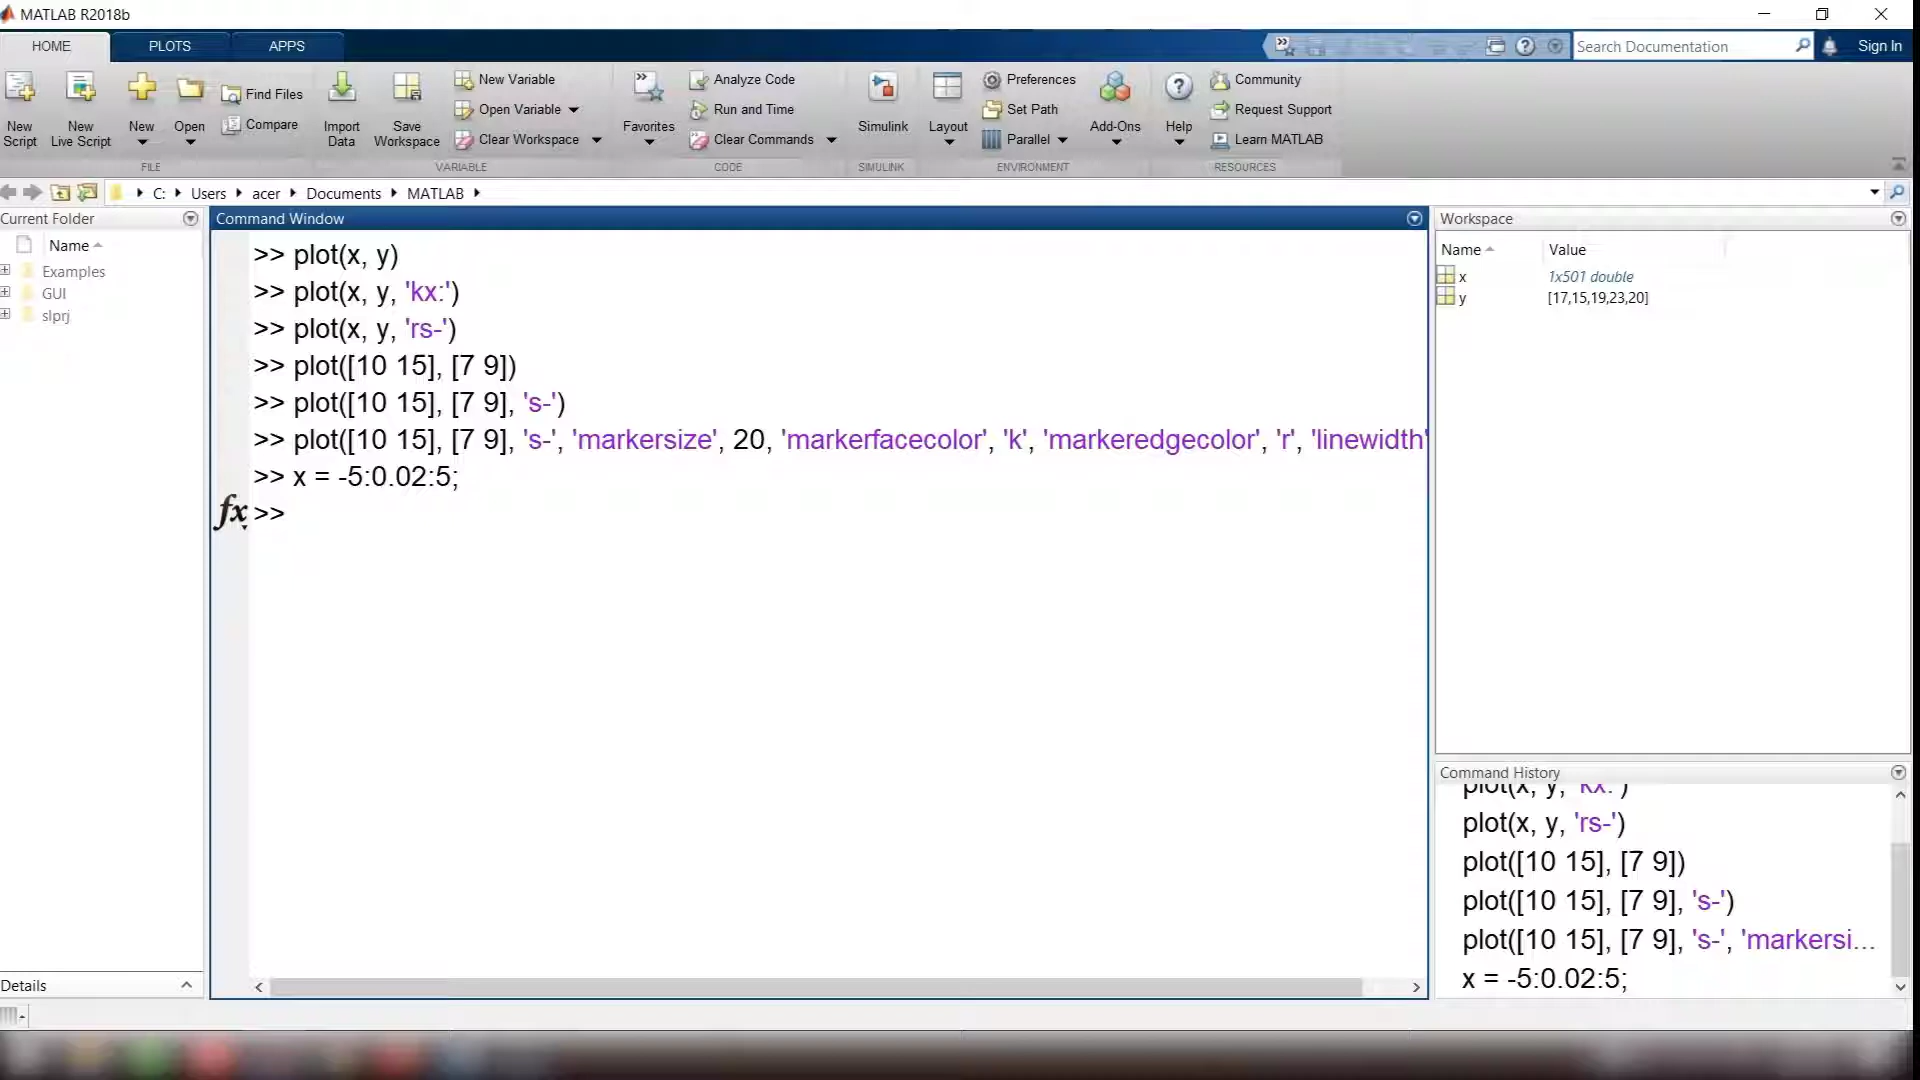 MATLAB R2018b
HOME PLOTS APPS
Search Documentation
Sign In
New Script
New Live Script
New
Open
Find Files
Compare
FILE
Import Data
Save Workspace
New Variable
Open Variable
Clear Workspace
VARIABLE
Favorites
Analyze Code
Run and Time
Clear Commands
CODE
Simulink
SIMULINK
Layout
Preferences
Set Path
Parallel
ENVIRONMENT
Add-Ons
Help
Community
Request Support
Learn MATLAB
RESOURCES
C: Users acer Documents MATLAB
Current Folder
Name
Examples
GUI
slprj
Details
Command Window
>> plot(x, y)
>> plot(x, y, 'kx:')
>> plot(x, y, 'rs-')
>> plot([10 15], [7 9])
>> plot([10 15], [7 9], 's-')
>> plot([10 15], [7 9], 's-', 'markersize', 20, 'markerfacecolor', 'k', 'markeredgecolor', 'r', 'linewidth'
>> x = -5:0.02:5;
fx >>
Workspace
Name Value
x 1x501 double
y [17,15,19,23,20]
Command History
plot(x, y, 'kx:')
plot(x, y, 'rs-')
plot([10 15], [7 9])
plot([10 15], [7 9], 's-')
plot([10 15], [7 9], 's-', 'markersi...
x = -5:0.02:5;